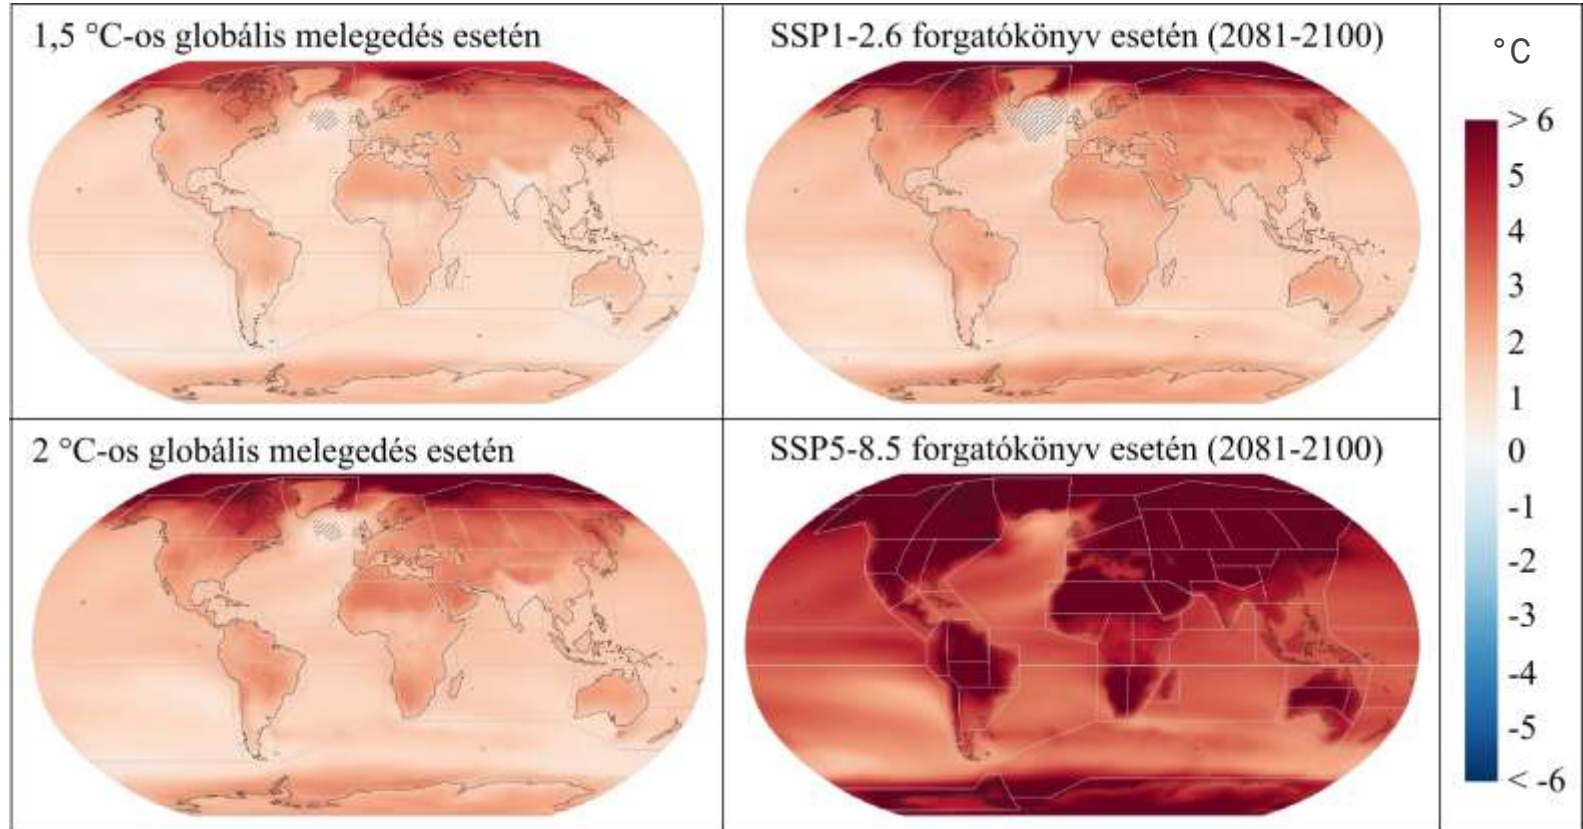 1,5 °C-os globális melegedés esetén
SSP1-2.6 forgatókönyv esetén (2081-2100)
2 °C-os globális melegedés esetén
SSP5-8.5 forgatókönyv esetén (2081-2100)
°C
> 6
5
4
3
2
1
0
-1
-2
-3
-4
-5
< -6